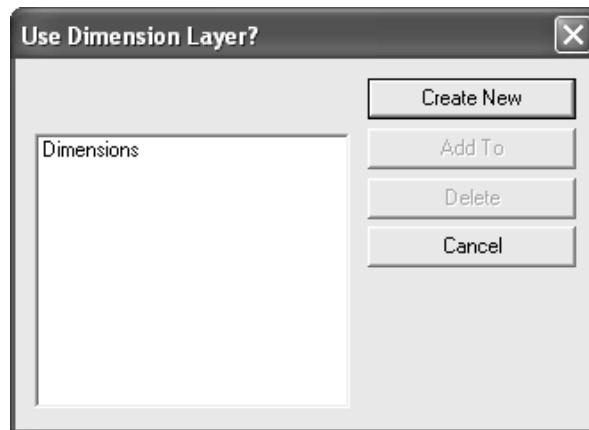 Use Dimension Layer?
Create New
Dimensions
Add To
Delete
Cancel